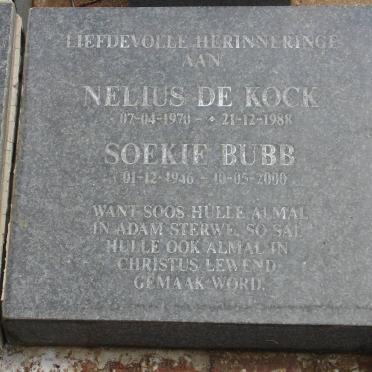 LIEFDEVOLLE HERINNERINGE
AAN
NELIUS DE KOCK
07-04-1970 - 21-12-1988
SOEKIE BUBB
01-12-1946 - 10-05-2000
WANT SOOS HULLE ALMAL
IN ADAM STERWE, SO SAL
HULLE OOK ALMAL IN
CHRISTUS LEWEND
GEMAAK WORD.